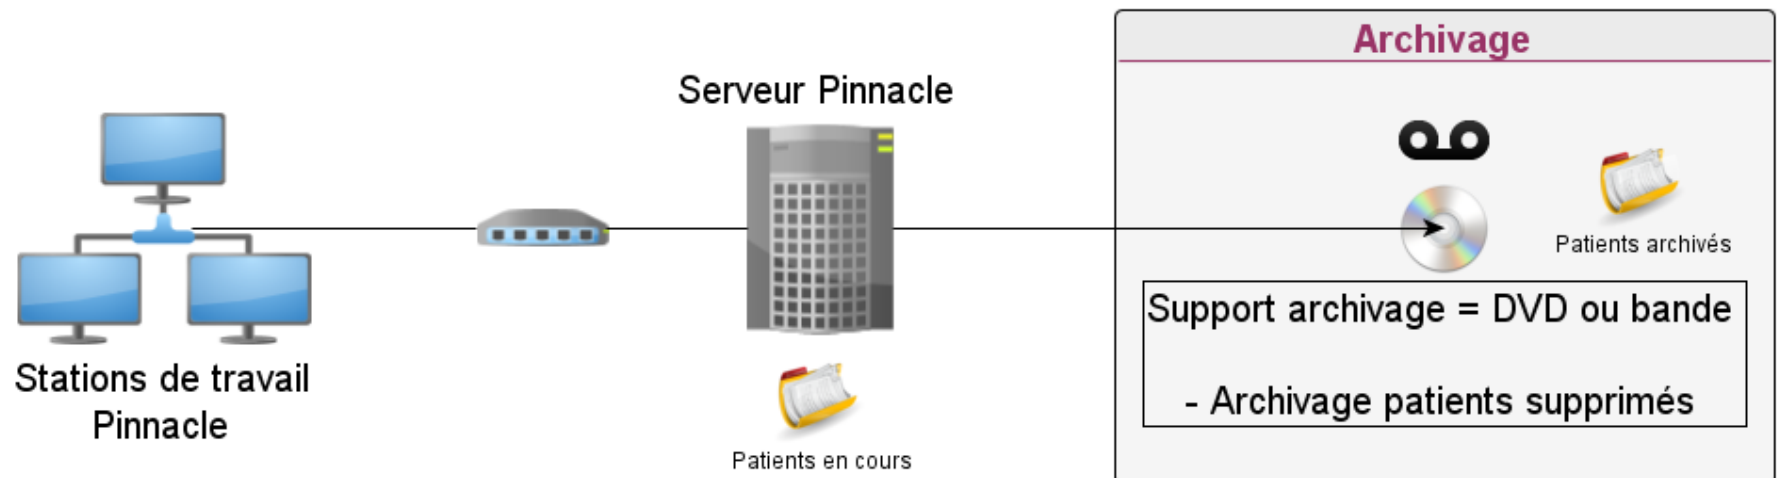 Archivage
Serveur Pinnacle
Patients archivés
Support archivage = DVD ou bande
- Archivage patients supprimés
Stations de travail
Pinnacle
Patients en cours